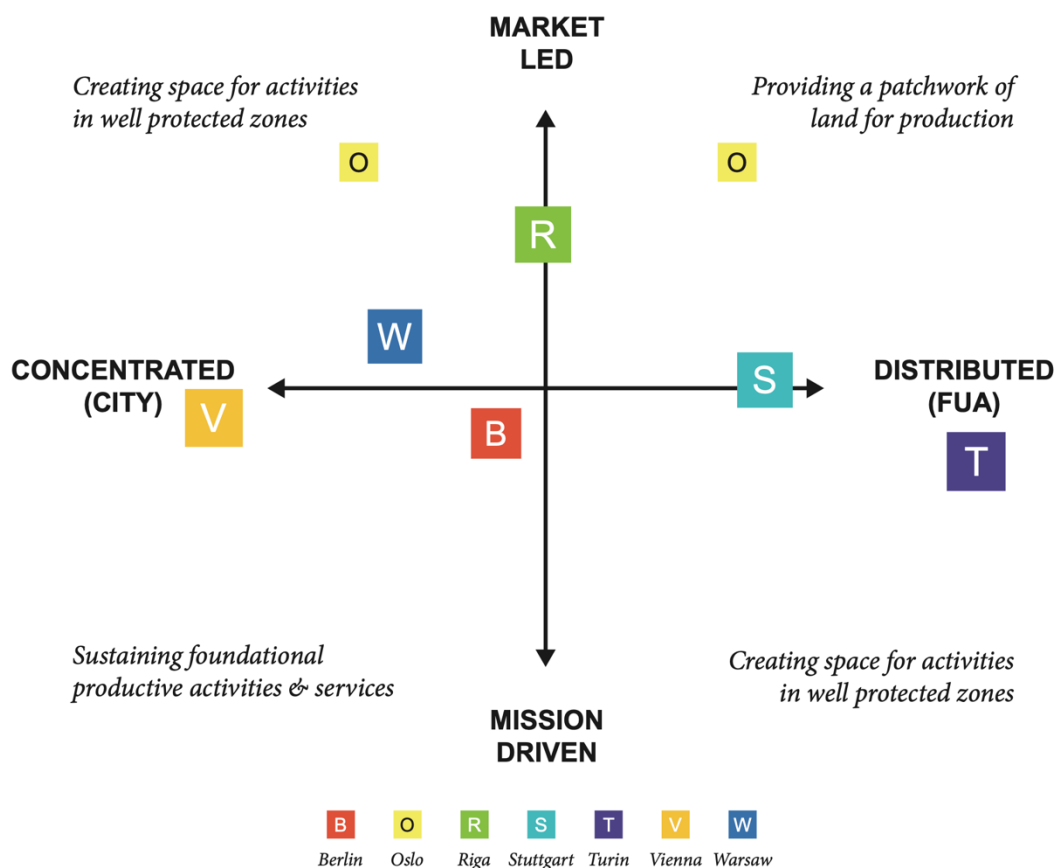 MARKET
LED
Creating space for activities
in well protected zones
Providing a patchwork of
land for production
O
O
R
W
CONCENTRATED
(CITY)
V
B
S
DISTRIBUTED
(FUA)
T
Sustaining foundational
productive activities & services
Creating space for activities
in well protected zones
MISSION
DRIVEN
B O R S T V W
Berlin Oslo Riga Stuttgart Turin Vienna Warsaw